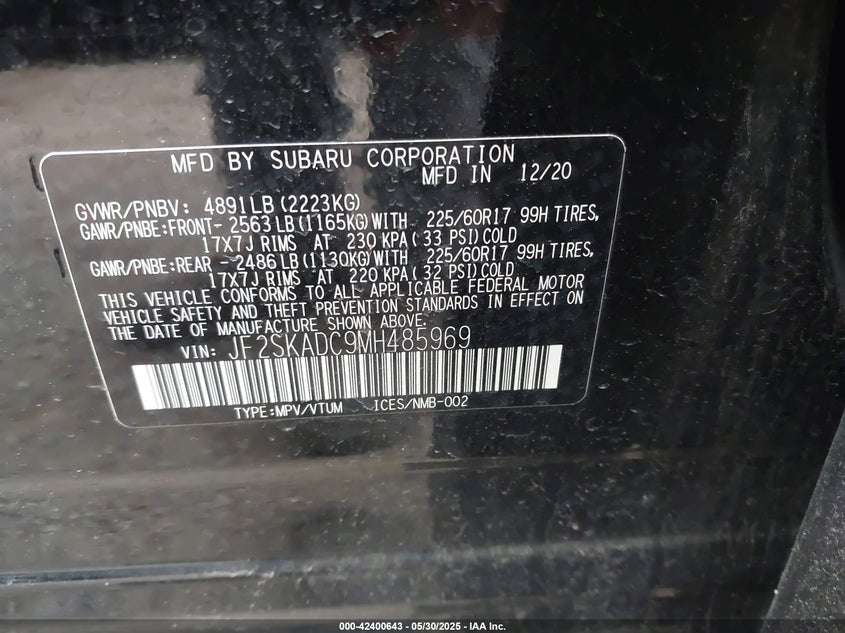 MFD BY SUBARU CORPORATION
MFD IN 12/20
GVWR/PNBV: 4891LB(2223KG)
GAWR/PNBE:FRONT- 2563LB(1165KG)WITH 225/60R17 99H TIRES,
17X7J RIMS AT 230 KPA(33 PSI)COLD
GAWR/PNBE:REAR -2486LB(1130KG)WITH 225/60R17 99H TIRES,
17X7J RIMS AT 220 KPA(32 PSI)COLD
THIS VEHICLE CONFORMS TO ALL APPLICABLE FEDERAL MOTOR
VEHICLE SAFETY AND THEFT PREVENTION STANDARDS IN EFFECT ON
THE DATE OF MANUFACTURE SHOWN ABOVE.
VIN: JF2SKADC9MH485969
TYPE:MPV/VTUM ICES/NMB-002
000-42400643 - 05/30/2025 - IAA Inc.